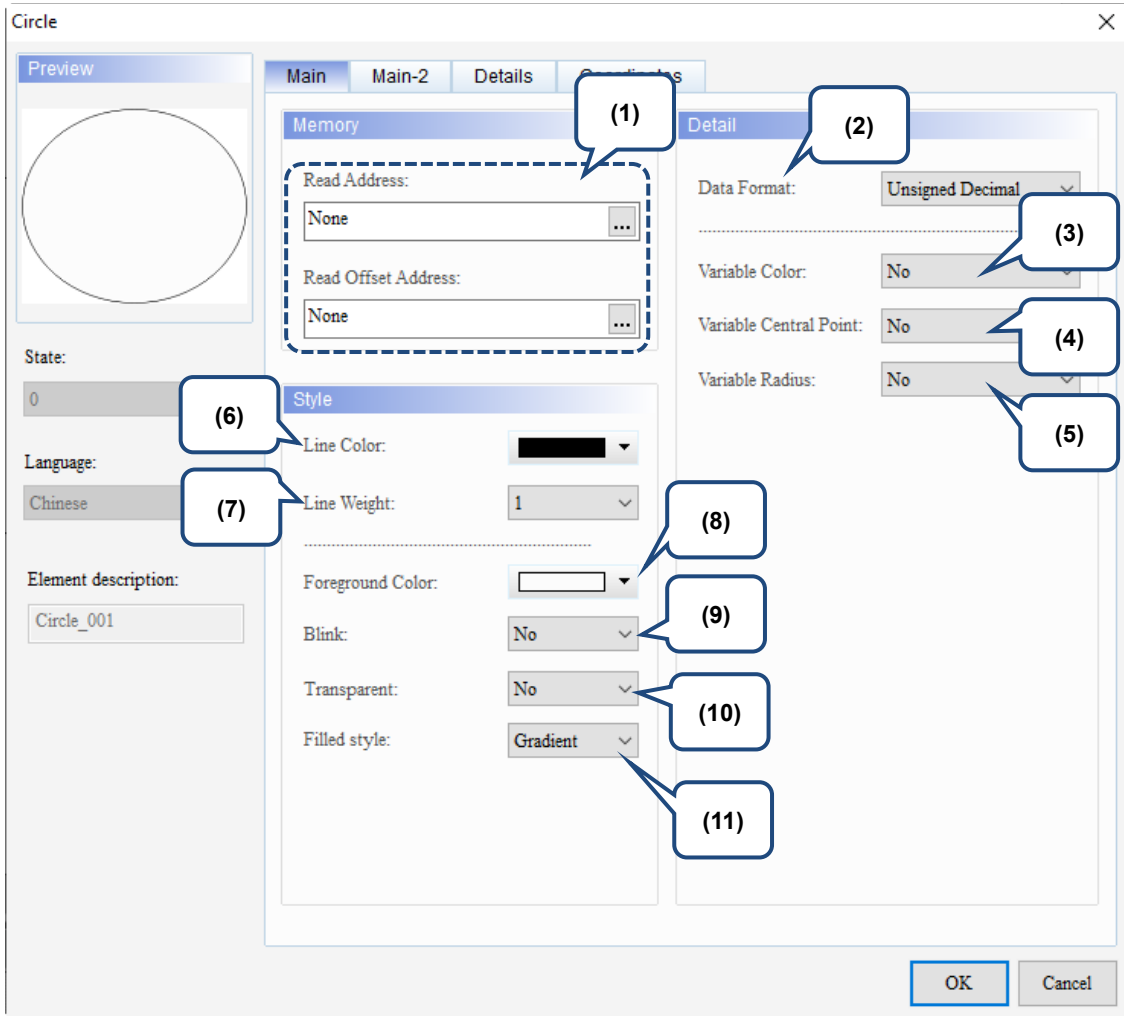 Circle
Preview
Main
Main-2
Details
(1)
Memory
Read Address:
None
...
Read Offset Address:
None
...
Detail
(2)
Data Format:
Unsigned Decimal
(3)
Variable Color:
No
Variable Central Point:
No
(4)
Variable Radius:
No
(5)
State:
0
Language:
Chinese
Element description:
Circle_001
Style
(6)
Line Color:
(7)
Line Weight:
1
(8)
Foreground Color:
Blink:
No
(9)
Transparent:
No
(10)
Filled style:
Gradient
(11)
OK
Cancel